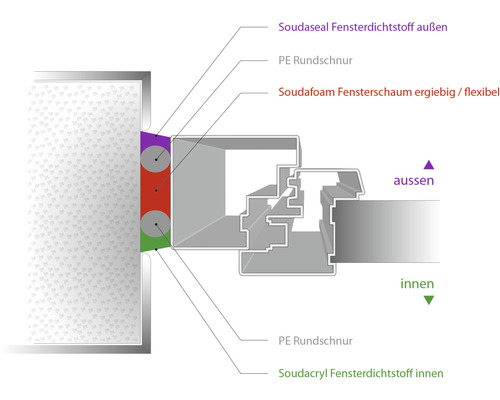 Soudaseal Fensterdichtstoff außen
PE Rundschnur
Soudafoam Fensterschaum ergiebig / flexibel
aussen
innen
PE Rundschnur
Soudacryl Fensterdichtstoff innen